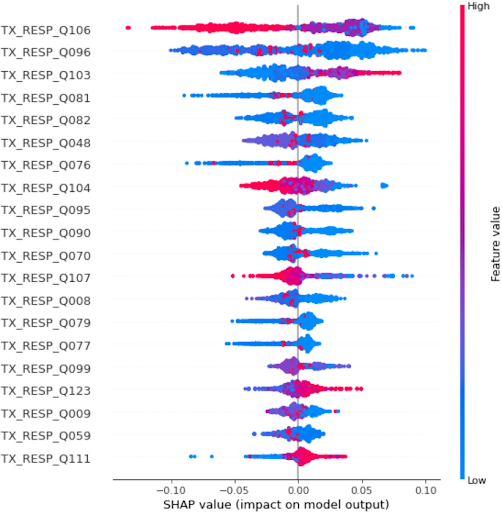 High
TX_RESP_Q106
TX_RESP_Q096
TX_RESP_Q103
TX_RESP_Q081
TX_RESP_Q082
TX_RESP_Q048
TX_RESP_Q076
TX_RESP_Q104
TX_RESP_Q095
TX_RESP_Q090
TX_RESP_Q070
TX_RESP_Q107
TX_RESP_Q008
TX_RESP_Q079
TX_RESP_Q077
TX_RESP_Q099
TX_RESP_Q123
TX_RESP_Q009
TX_RESP_Q059
TX_RESP_Q111
Feature value
Low
−0.10 −0.05 0.00 0.05 0.10
SHAP value (impact on model output)